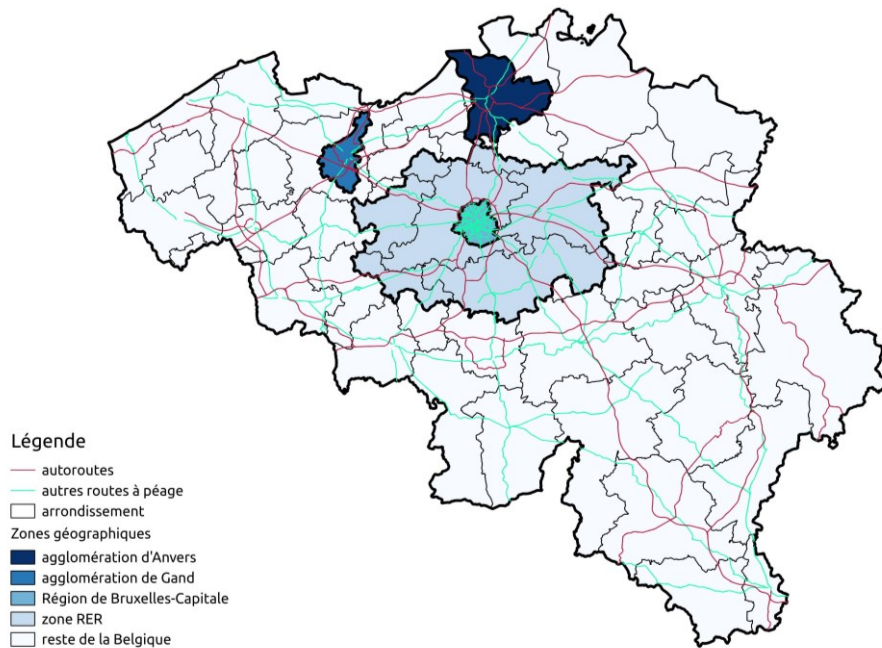 Légende
autoroutes
autres routes à péage
arrondissement
Zones géographiques
agglomération d'Anvers
agglomération de Gand
Région de Bruxelles-Capitale
zone RER
reste de la Belgique